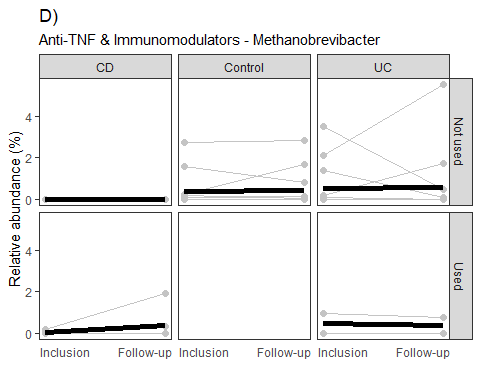 D)
Anti-TNF & Immunomodulators - Methanobrevibacter
CD Control UC
Relative abundance (%)
4
2
0
Not used
4
2
0
Used
Inclusion Follow-up Inclusion Follow-up Inclusion Follow-up